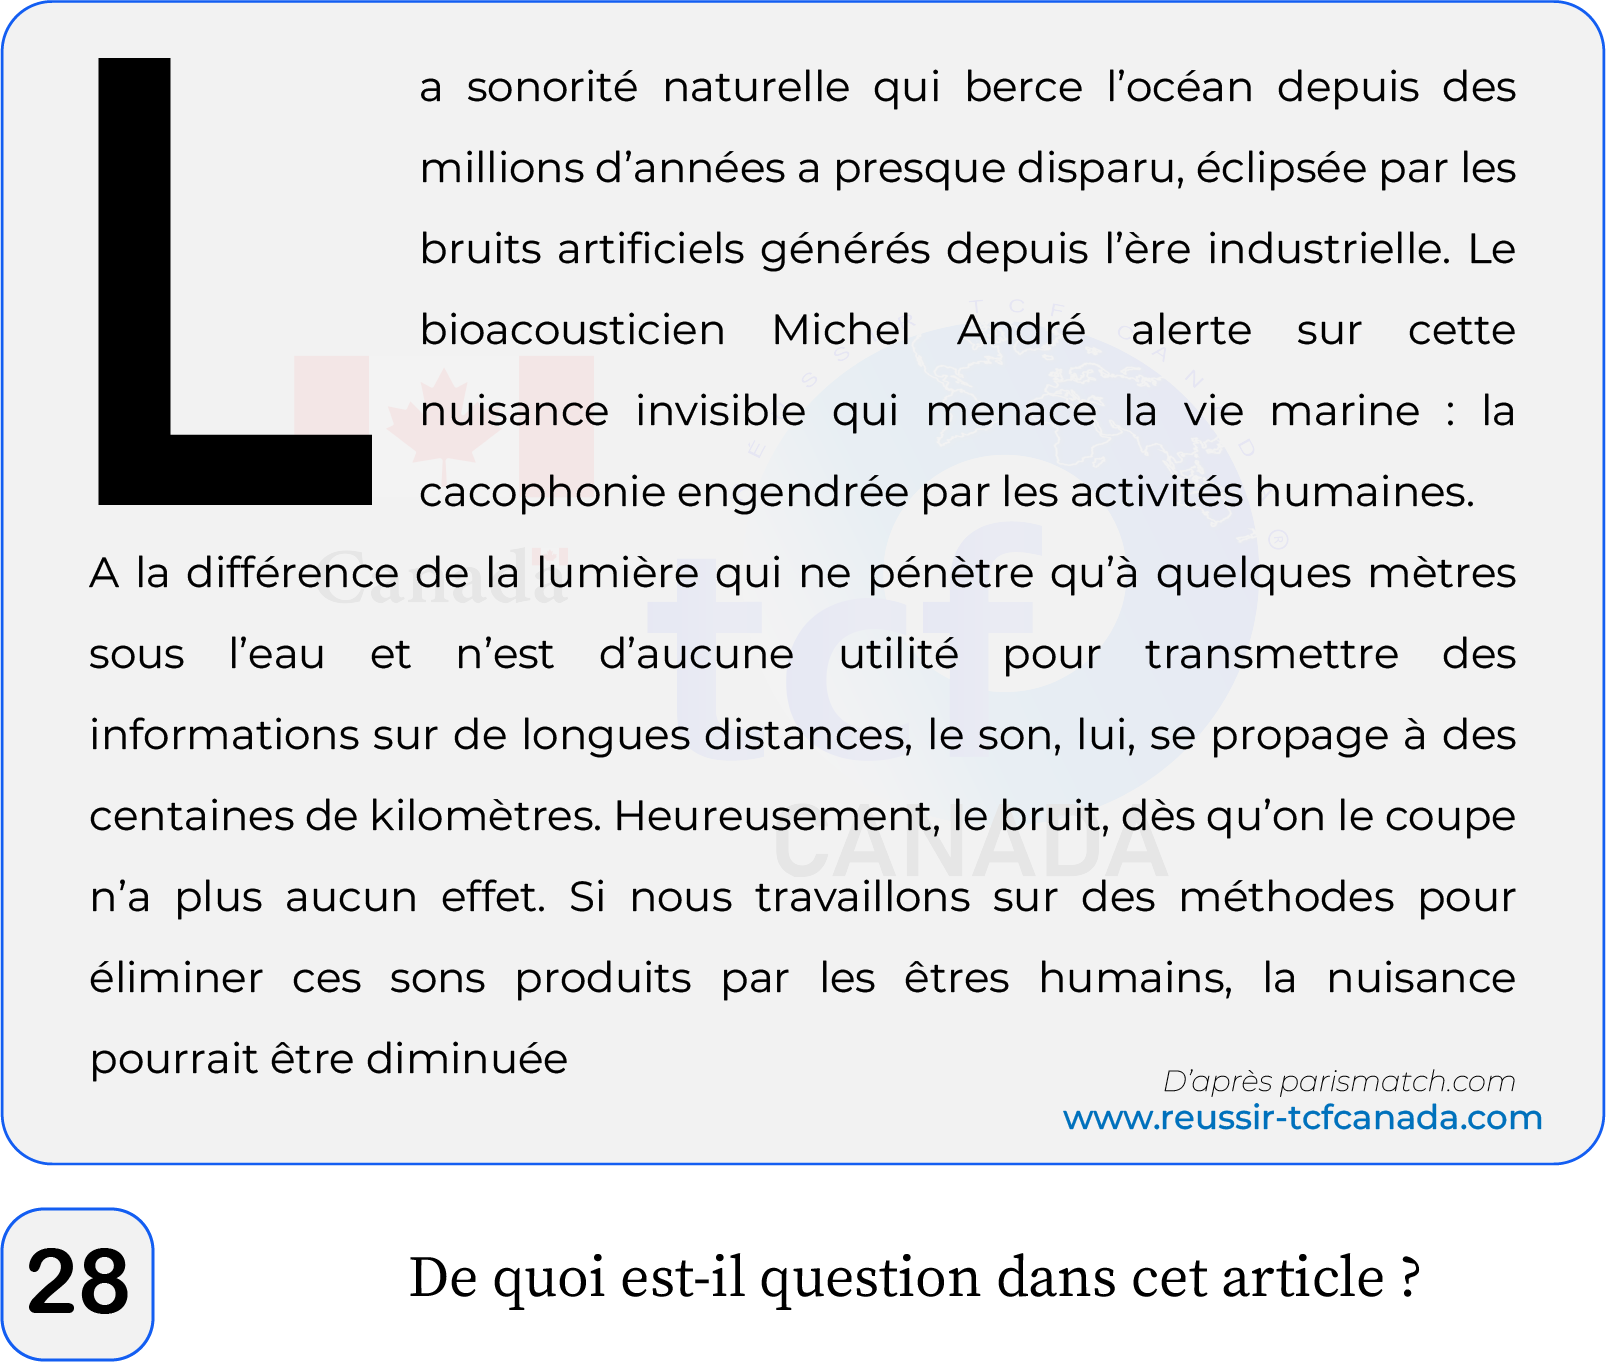 La sonorité naturelle qui berce l’océan depuis des
millions d’années a presque disparu, éclipsée par les
bruits artificiels générés depuis l’ère industrielle. Le
bioacousticien Michel André alerte sur cette
nuisance invisible qui menace la vie marine : la
cacophonie engendrée par les activités humaines.
A la différence de la lumière qui ne pénètre qu’à quelques mètres
sous l’eau et n’est d’aucune utilité pour transmettre des
informations sur de longues distances, le son, lui, se propage à des
centaines de kilomètres. Heureusement, le bruit, dès qu’on le coupe
n’a plus aucun effet. Si nous travaillons sur des méthodes pour
éliminer ces sons produits par les êtres humains, la nuisance
pourrait être diminuée
D’après parismatch.com
www.reussir-tcfcanada.com
Canada
tcf
CANADA
28
De quoi est-il question dans cet article ?